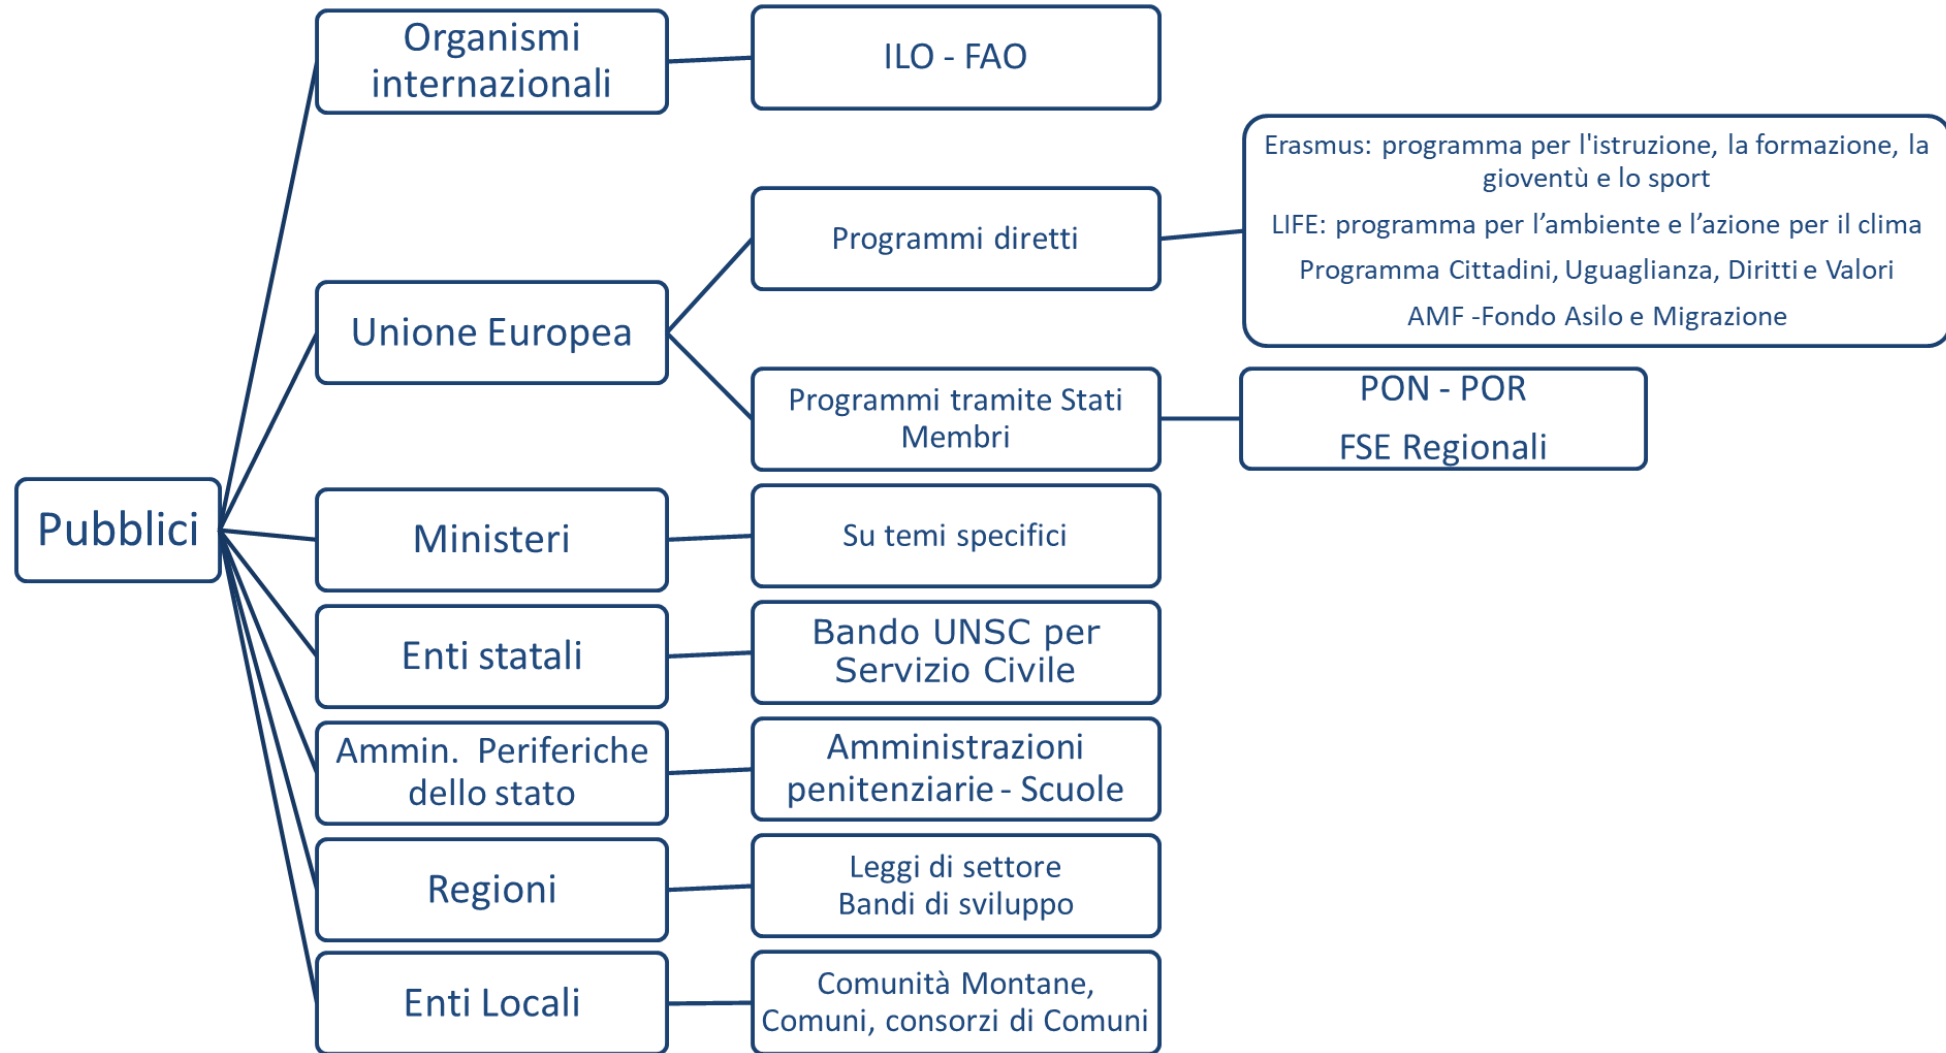 Pubblici
Organismi
internazionali
ILO - FAO
Unione Europea
Programmi diretti
Erasmus: programma per l'istruzione, la formazione, la
gioventù e lo sport
LIFE: programma per l’ambiente e l’azione per il clima
Programma Cittadini, Uguaglianza, Diritti e Valori
AMF -Fondo Asilo e Migrazione
Programmi tramite Stati
Membri
PON - POR
FSE Regionali
Ministeri
Su temi specifici
Enti statali
Bando UNSC per
Servizio Civile
Ammin. Periferiche
dello stato
Amministrazioni
penitenziarie - Scuole
Regioni
Leggi di settore
Bandi di sviluppo
Enti Locali
Comunità Montane,
Comuni, consorzi di Comuni